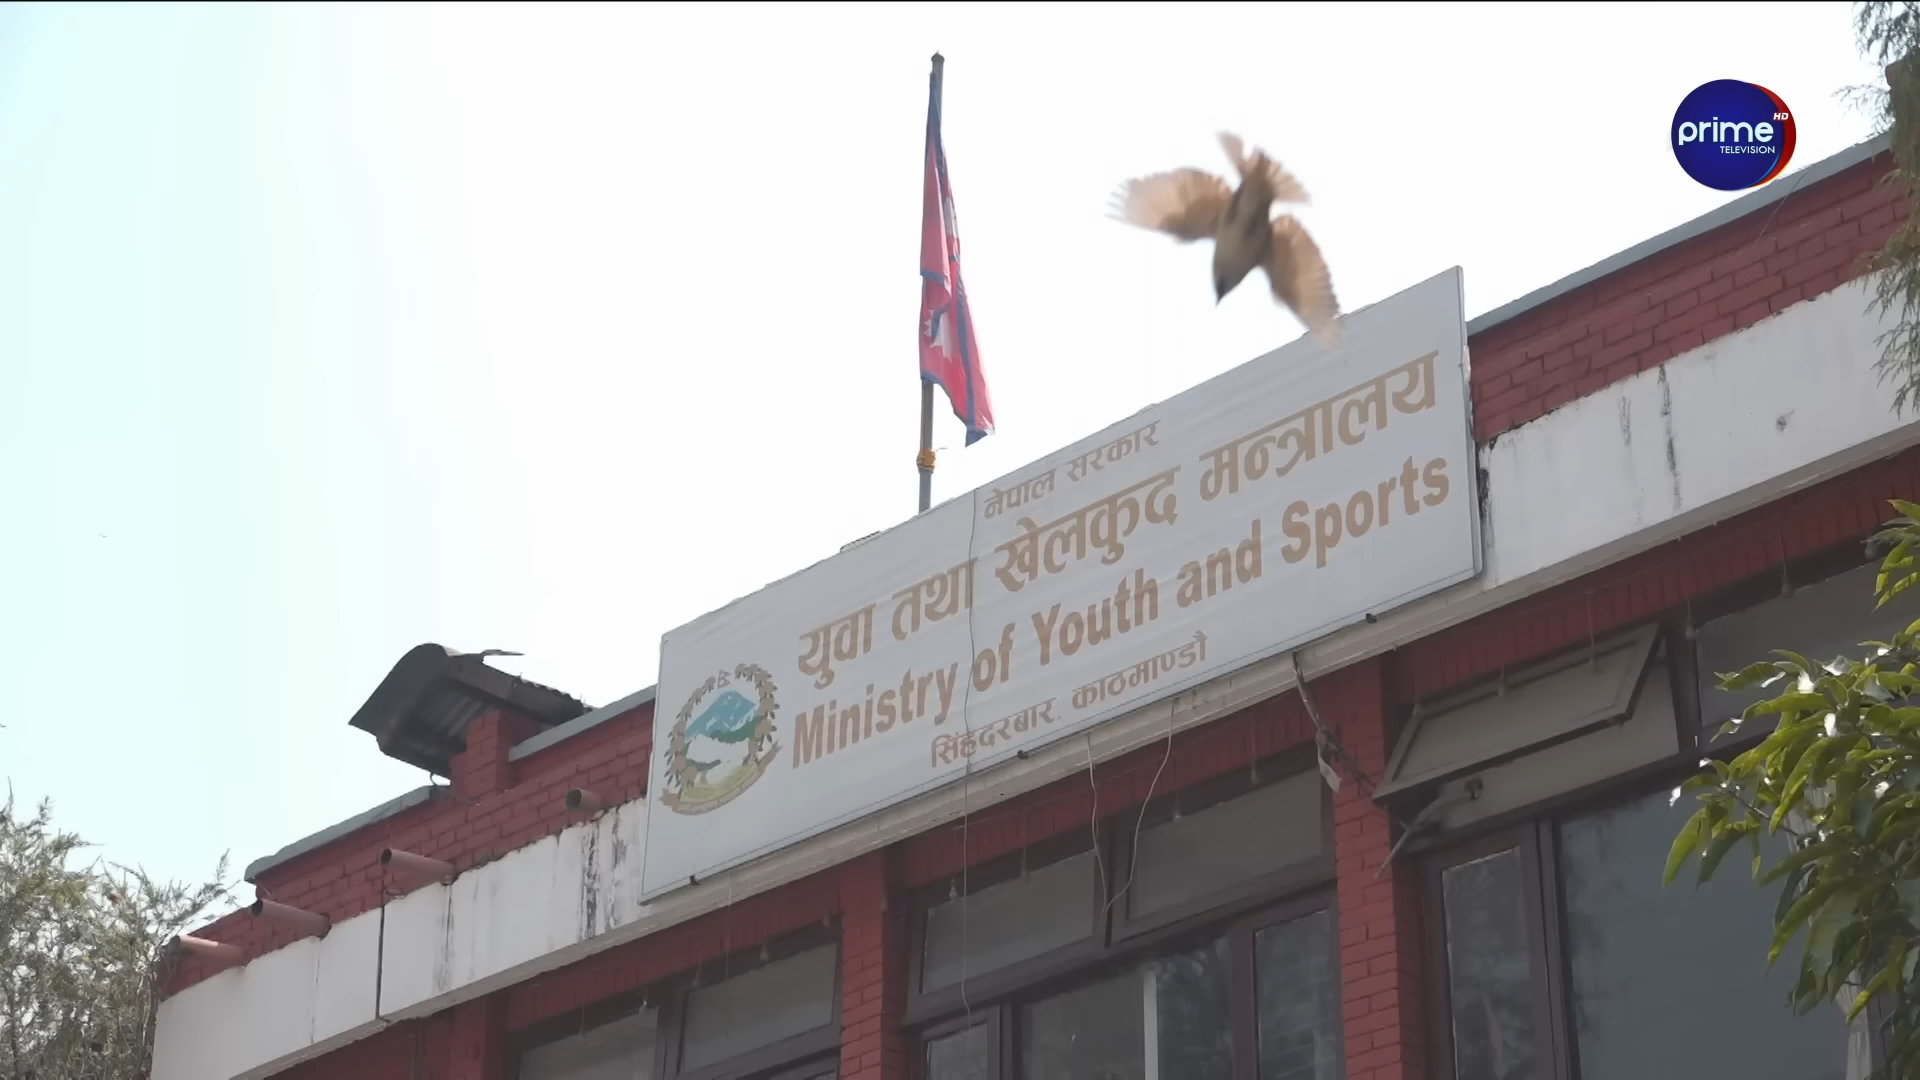 prime HD
TELEVISION
नेपाल सरकार
युवा तथा खेलकुद मन्त्रालय
Ministry of Youth and Sports
सिंहदरबार, काठमाण्डौ